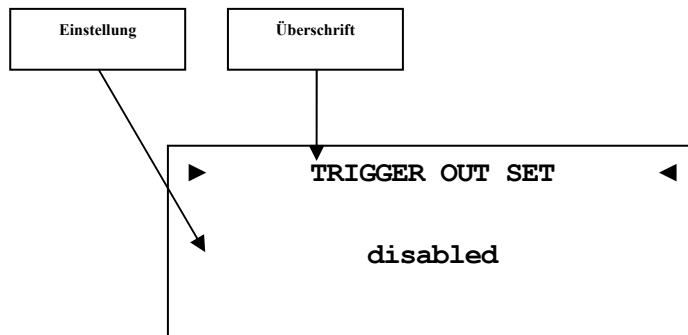 Einstellung
Überschrift
► TRIGGER OUT SET ◄
disabled